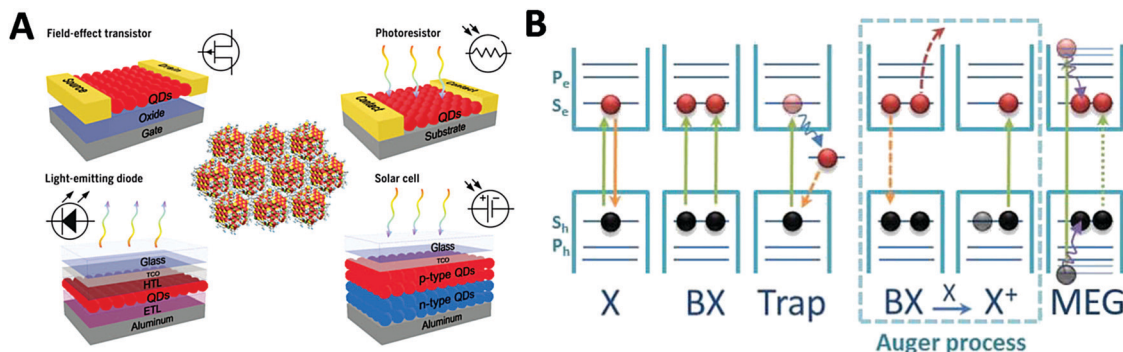 A
Field-effect transistor
Source
Drain
QDs
Oxide
Gate
Photoresistor
Contact
Contact
QDs
Substrate
Light-emitting diode
Glass
TCO
HTL
QDs
ETL
Aluminum
Solar cell
+ −
Glass
TCO
p-type QDs
n-type QDs
Aluminum
B
Pe
Se
Sh
Ph
X
BX
Trap
BX X → X+
MEG
Auger process